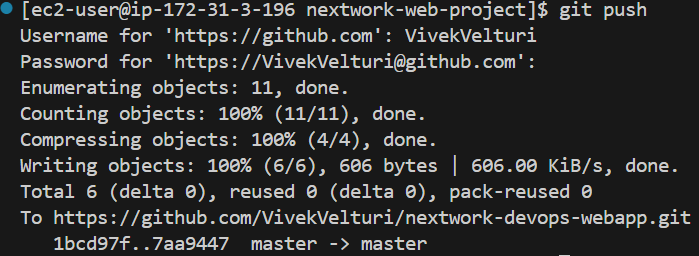 [ec2-user@ip-172-31-3-196 nextwork-web-project]$ git push
Username for 'https://github.com': VivekVelturi
Password for 'https://VivekVelturi@github.com':
Enumerating objects: 11, done.
Counting objects: 100% (11/11), done.
Compressing objects: 100% (4/4), done.
Writing objects: 100% (6/6), 606 bytes | 606.00 KiB/s, done.
Total 6 (delta 0), reused 0 (delta 0), pack-reused 0
To https://github.com/VivekVelturi/nextwork-devops-webapp.git
   1bcd97f..7aa9447  master -> master